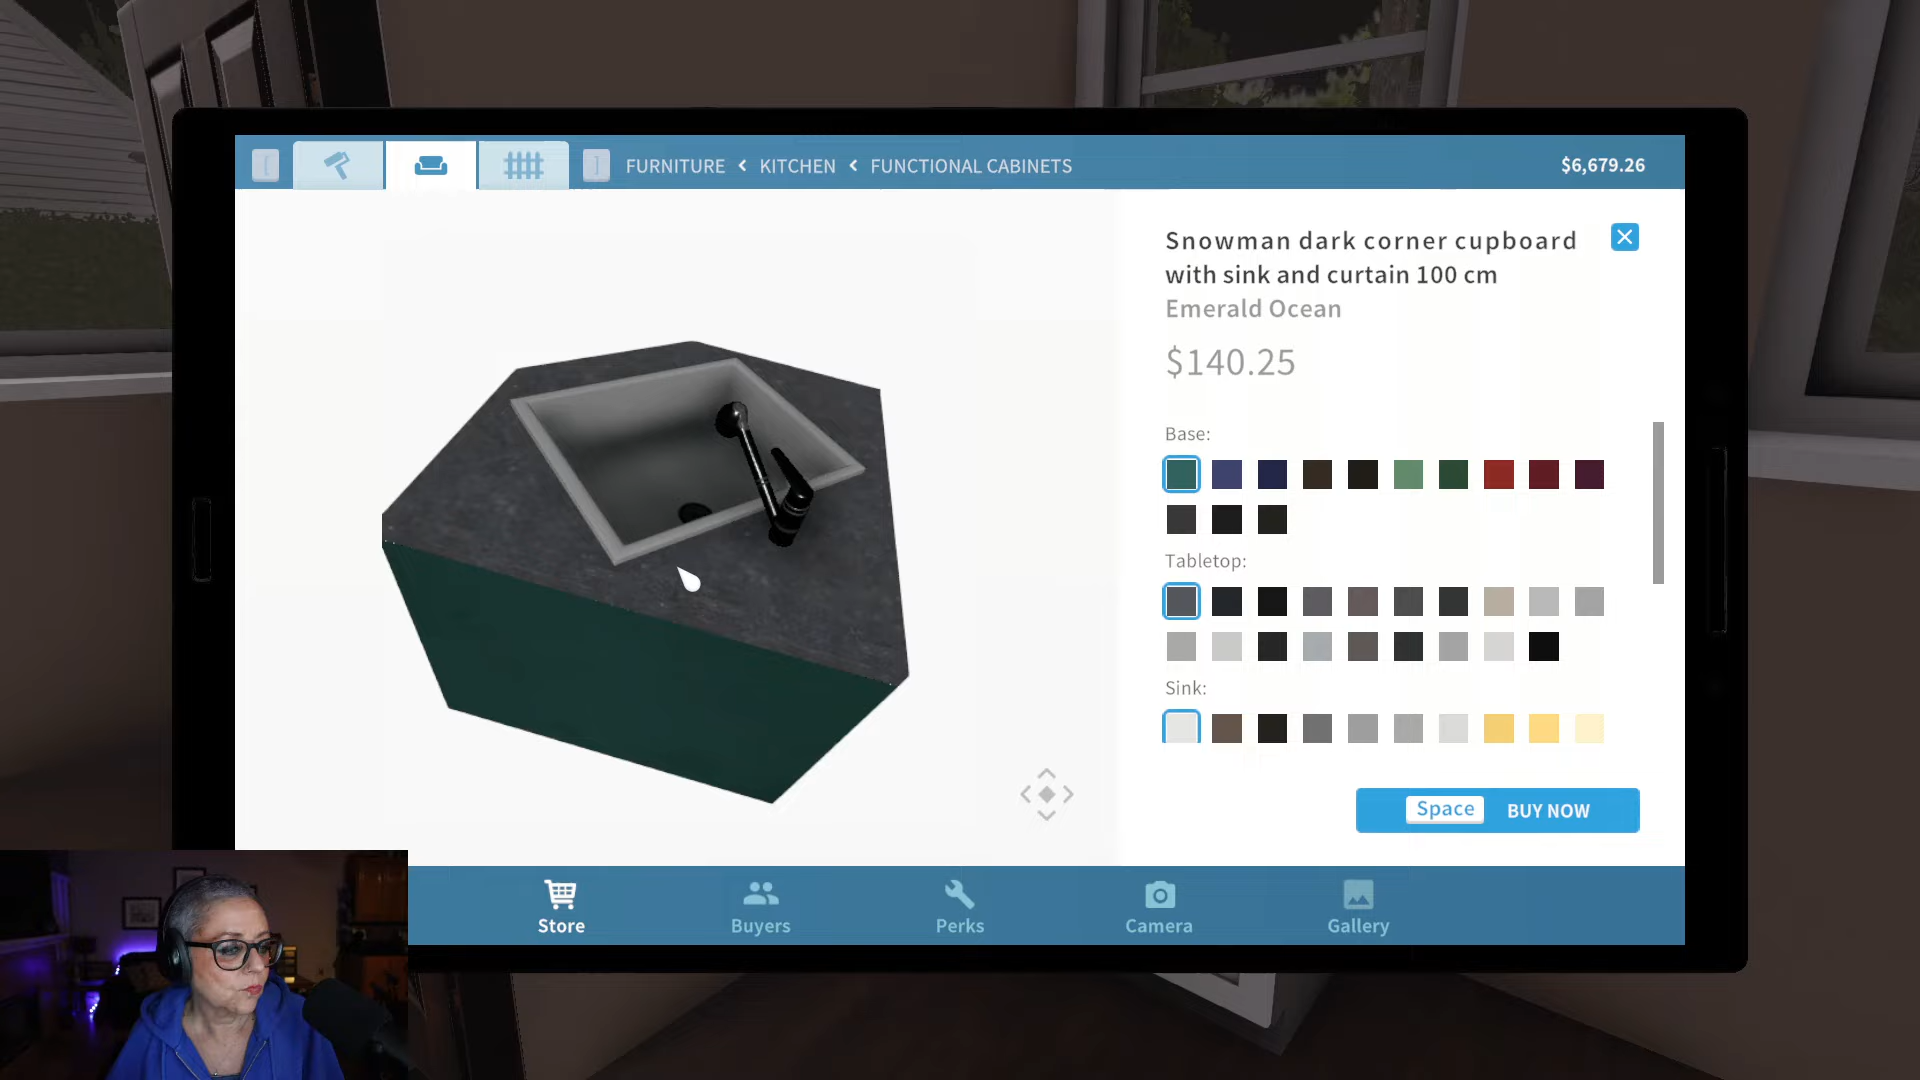 [ ] FURNITURE < KITCHEN < FUNCTIONAL CABINETS $6,679.26
Snowman dark corner cupboard
with sink and curtain 100 cm
Emerald Ocean
$140.25
Base:
Tabletop:
Sink:
Space BUY NOW
Store Buyers Perks Camera Gallery